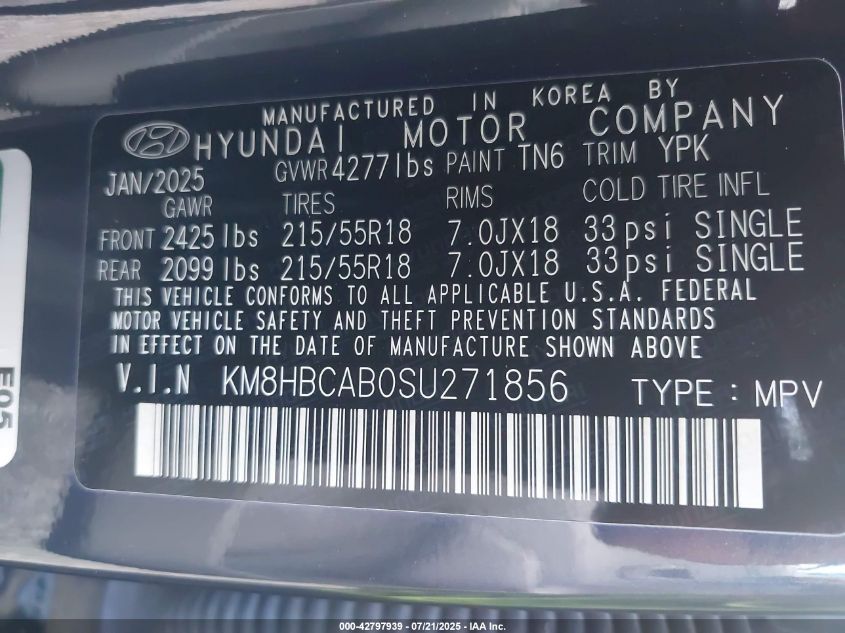 MANUFACTURED IN KOREA BY
HYUNDAI MOTOR COMPANY
JAN/2025 GVWR 4277lbs PAINT TN6 TRIM YPK
GAWR TIRES RIMS COLD TIRE INFL
FRONT 2425lbs 215/55R18 7.0JX18 33psi SINGLE
REAR 2099lbs 215/55R18 7.0JX18 33psi SINGLE
THIS VEHICLE CONFORMS TO ALL APPLICABLE U.S.A. FEDERAL
MOTOR VEHICLE SAFETY AND THEFT PREVENTION STANDARDS
IN EFFECT ON THE DATE OF MANUFACTURE SHOWN ABOVE
V.I.N KM8HBCAB0SU271856 TYPE : MPV
E05
000-42797939 - 07/21/2025 - IAA Inc.